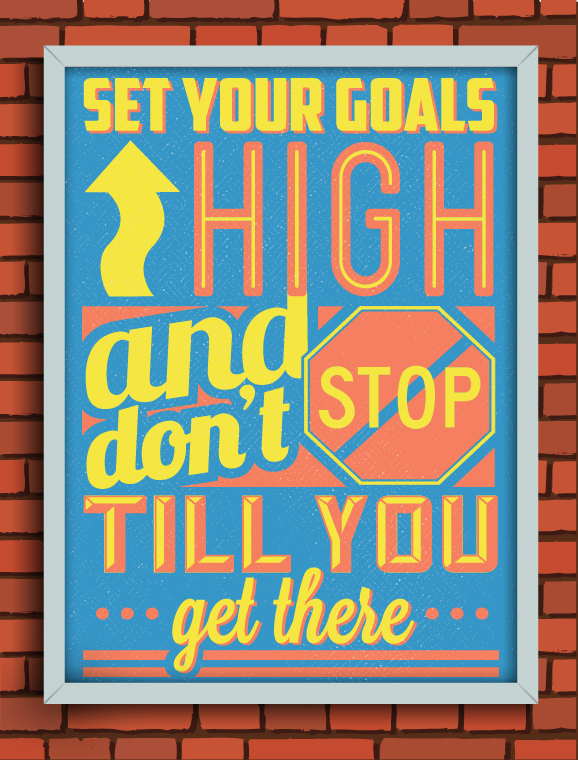 SET YOUR GOALS
HIGH
and
don't
STOP
TILL YOU
get there